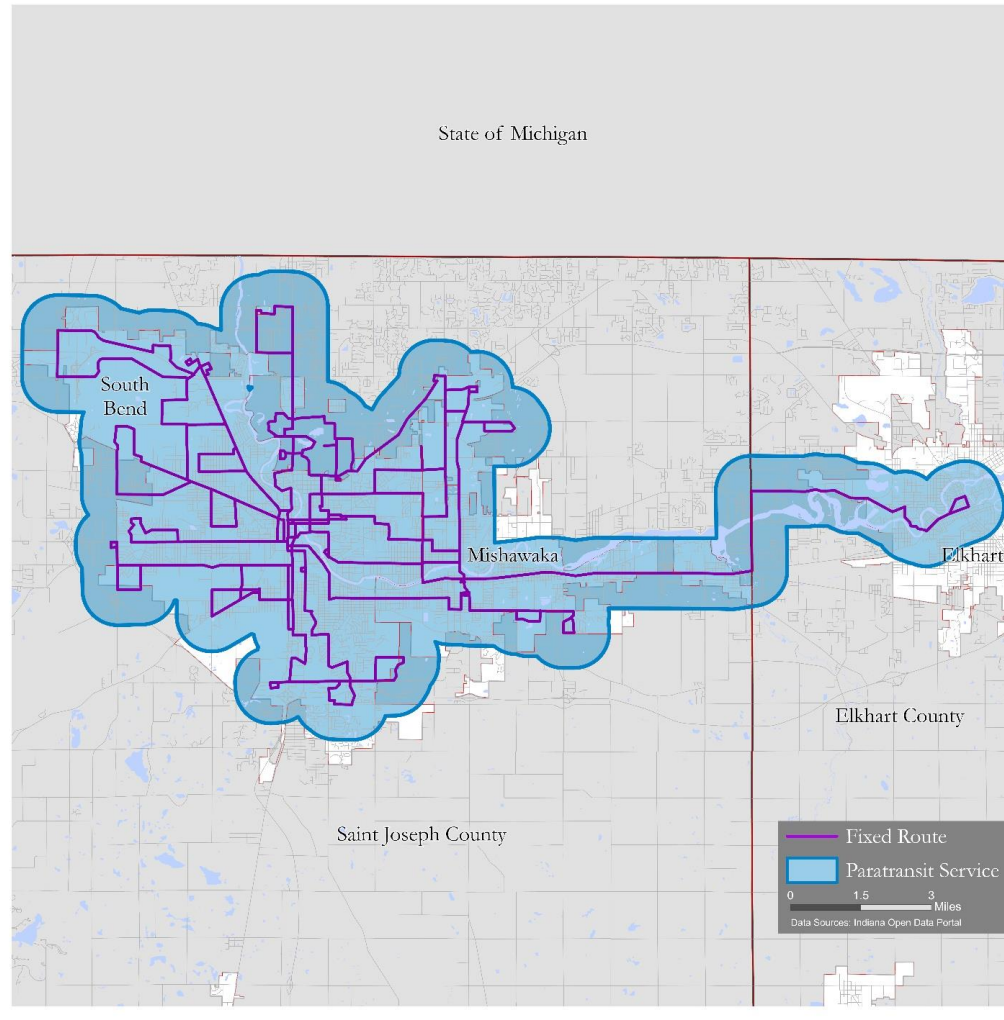 State of Michigan
South
Bend
Mishawaka
Elkhart
Elkhart County
Saint Joseph County
Fixed Route
Paratransit Service
0 1.5 3
Miles
Data Sources: Indiana Open Data Portal